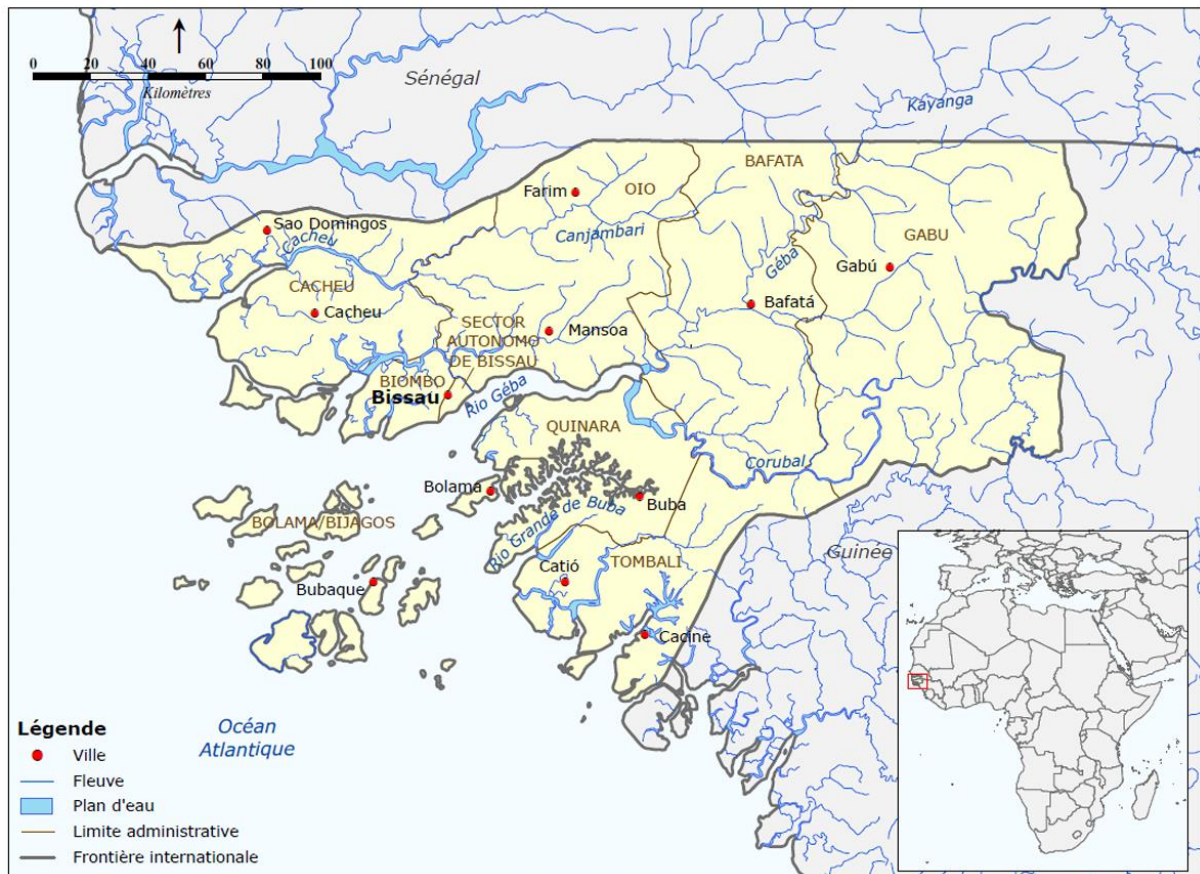 0 20 40 60 80 100
Kilomètres
Sénégal
Kayanga
BAFATA
Farim
OIO
Sao Domingos
Cacheu
Canjambari
GABU
Géba
Gabú
CACHEU
Cacheu
Bafatá
SECTOR
AUTONOMO
DE BISSAU
Mansoa
BIOMBO
Bissau
Rio Géba
QUINARA
Corubal
Bolama
Buba
Rio Grande de Buba
BOLAMA/BIJAGOS
Guinée
Catió
TOMBALI
Bubaque
Cacine
Océan
Atlantique
Légende
Ville
Fleuve
Plan d'eau
Limite administrative
Frontière internationale